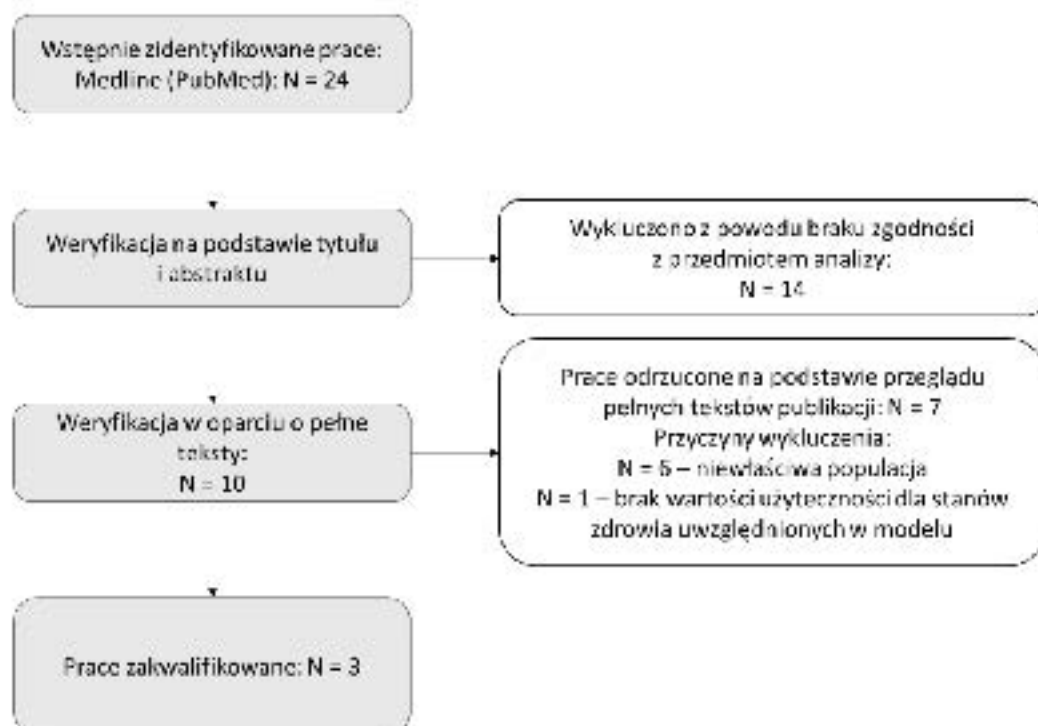 Wstępnie zidentyfikowane prace:
Medline (PubMed): N = 24
Weryfikacja na podstawie tytułu
i abstraktu
Wykluczono z powodu braku zgodności
z przedmiotem analizy:
N = 14
Weryfikacja w oparciu o pełne
teksty:
N = 10
Prace odrzucone na podstawie przeglądu
pełnych tekstów publikacji: N = 7
Przyczyny wykluczenia:
N = 6 – niewłaściwa populacja
N = 1 – brak wartości użyteczności dla stanów
zdrowia uwzględnionych w modelu
Prace zakwalifikowane: N = 3